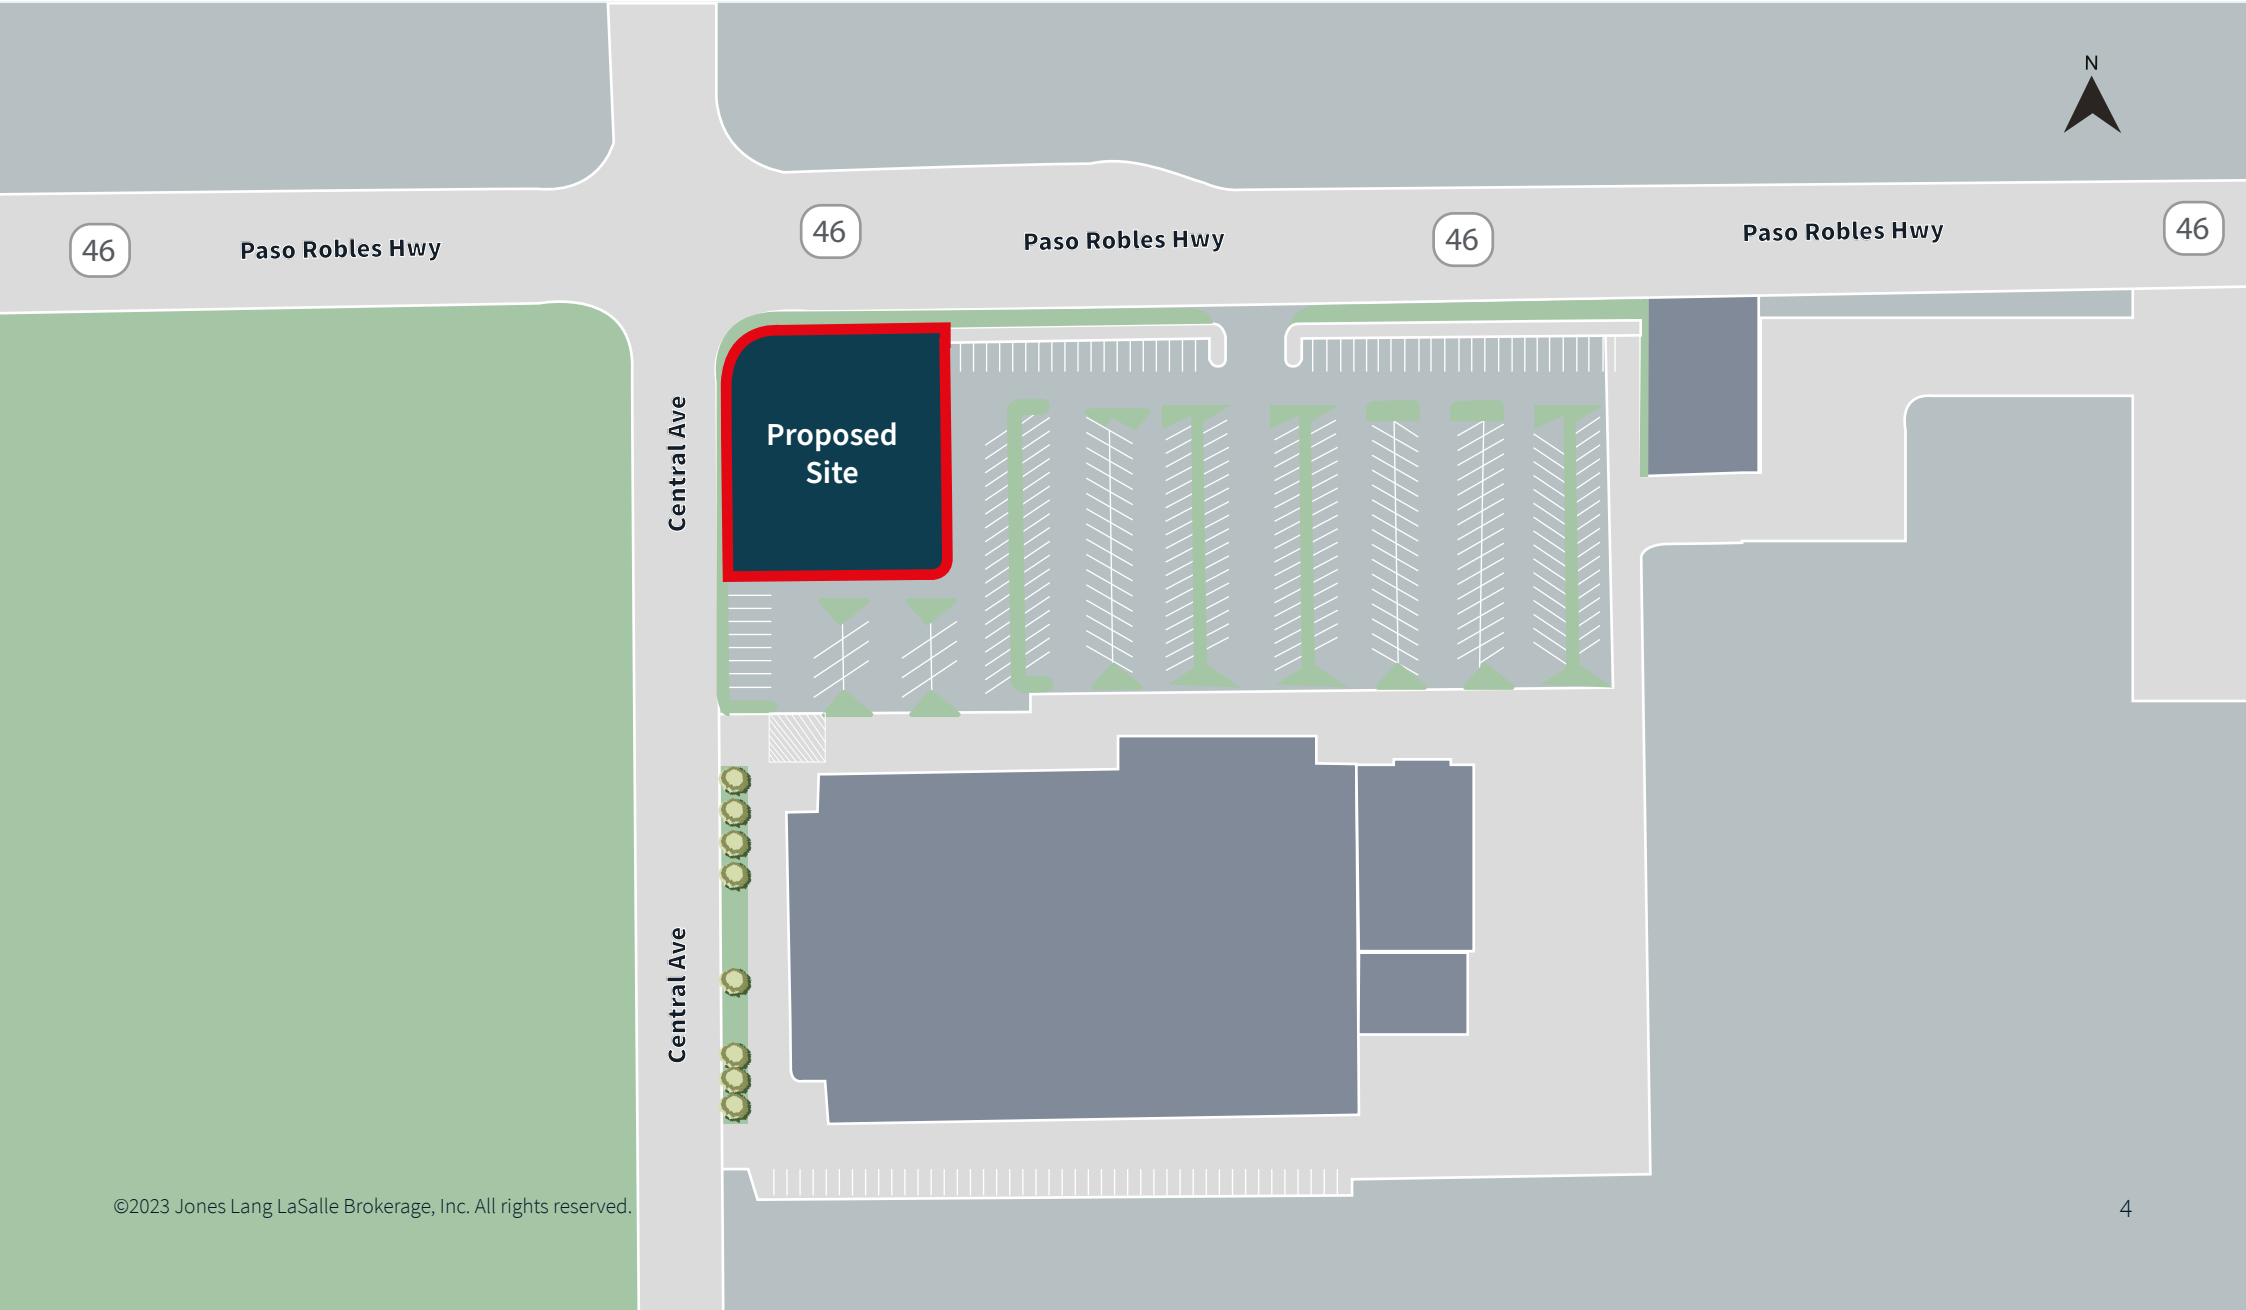 N
46
Paso Robles Hwy
46
Paso Robles Hwy
46
Paso Robles Hwy
46
Central Ave
Proposed
Site
Central Ave
©2023 Jones Lang LaSalle Brokerage, Inc. All rights reserved.
4